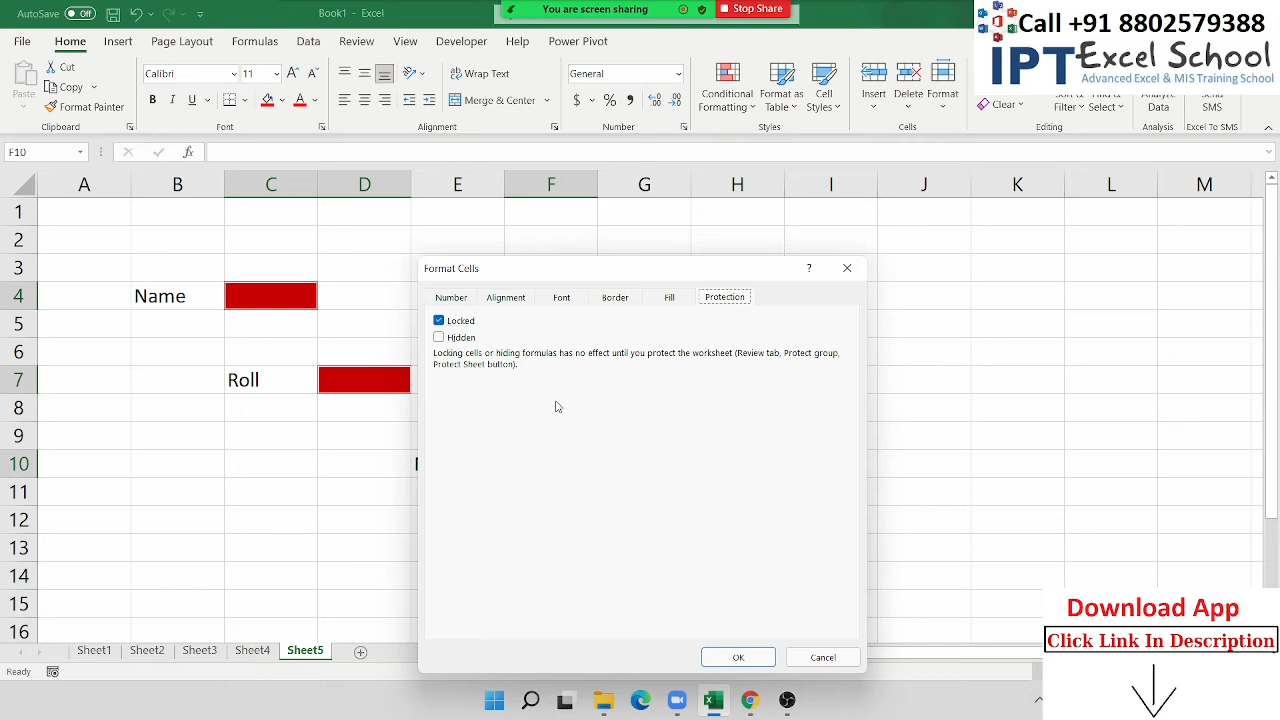 AutoSave Off
Book1 - Excel
You are screen sharing
Stop Share
Call +91 8802579388
IPT Excel School
Advanced Excel & MIS Training School
File Home Insert Page Layout Formulas Data Review View Developer Help Power Pivot
Paste
Cut
Copy
Format Painter
Calibri 11
B I U
Wrap Text
Merge & Center
General
$ % ,
Conditional Formatting
Format as Table
Cell Styles
Insert Delete Format
Clear
Filter Select
Data
SMS
Clipboard Font Alignment Number Styles Cells Editing Analysis Excel To SMS
F10
fx
A B C D E F G H I J K L M
1
2
3
4 Name
5
6
7 Roll
8
9
10
11
12
13
14
15
16
Format Cells
?
Number Alignment Font Border Fill Protection
Locked
Hidden
Locking cells or hiding formulas has no effect until you protect the worksheet (Review tab, Protect group,
Protect Sheet button).
OK Cancel
Sheet1 Sheet2 Sheet3 Sheet4 Sheet5
Ready
Download App
Click Link In Description